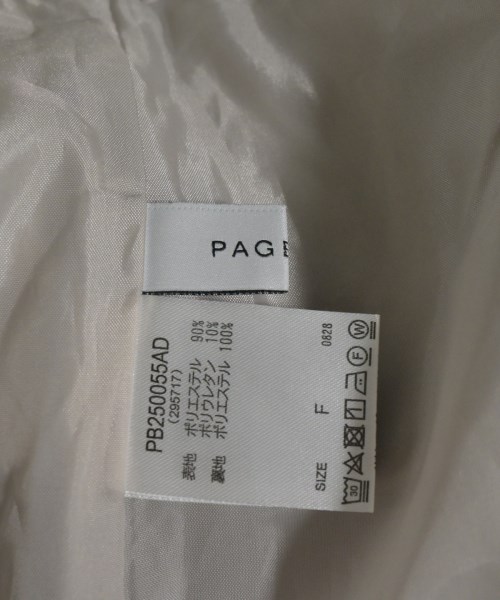 PAG
PB250055AD
(295717)
表地 ポリエステル 90%
ポリウレタン 10%
裏地 ポリエステル 100%
0828
SIZE F
30
F
W